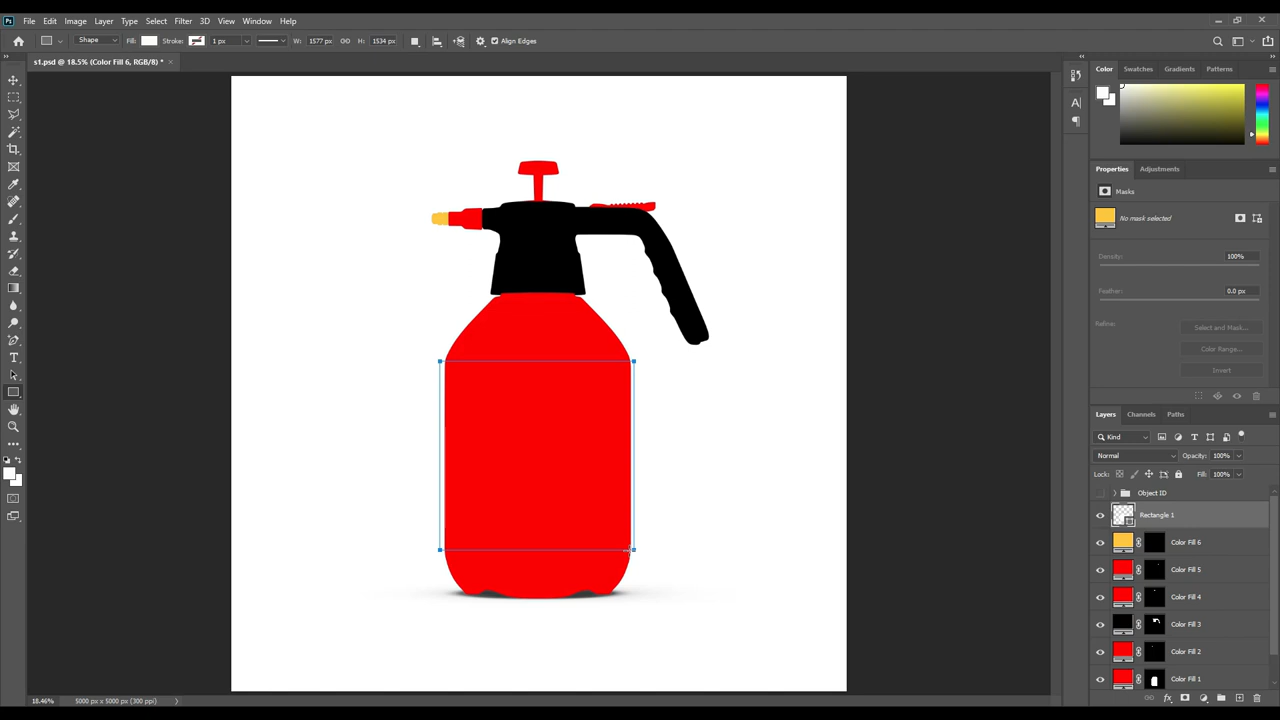 Ps File Edit Image Layer Type Select Filter 3D View Window Help
Shape Fill: Stroke: 1 px W: 1577 px H: 1534 px Align Edges
s1.psd @ 18.5% (Color Fill 6, RGB/8) *
Color Swatches Gradients Patterns
Properties Adjustments
Masks
No mask selected
Density: 100%
Feather: 0.0 px
Refine: Select and Mask...
Color Range...
Invert
Layers Channels Paths
Kind
Normal Opacity: 100%
Lock: Fill: 100%
Object ID
Rectangle 1
Color Fill 6
Color Fill 5
Color Fill 4
Color Fill 3
Color Fill 2
Color Fill 1
18.46% 5000 px x 5000 px (300 ppi)